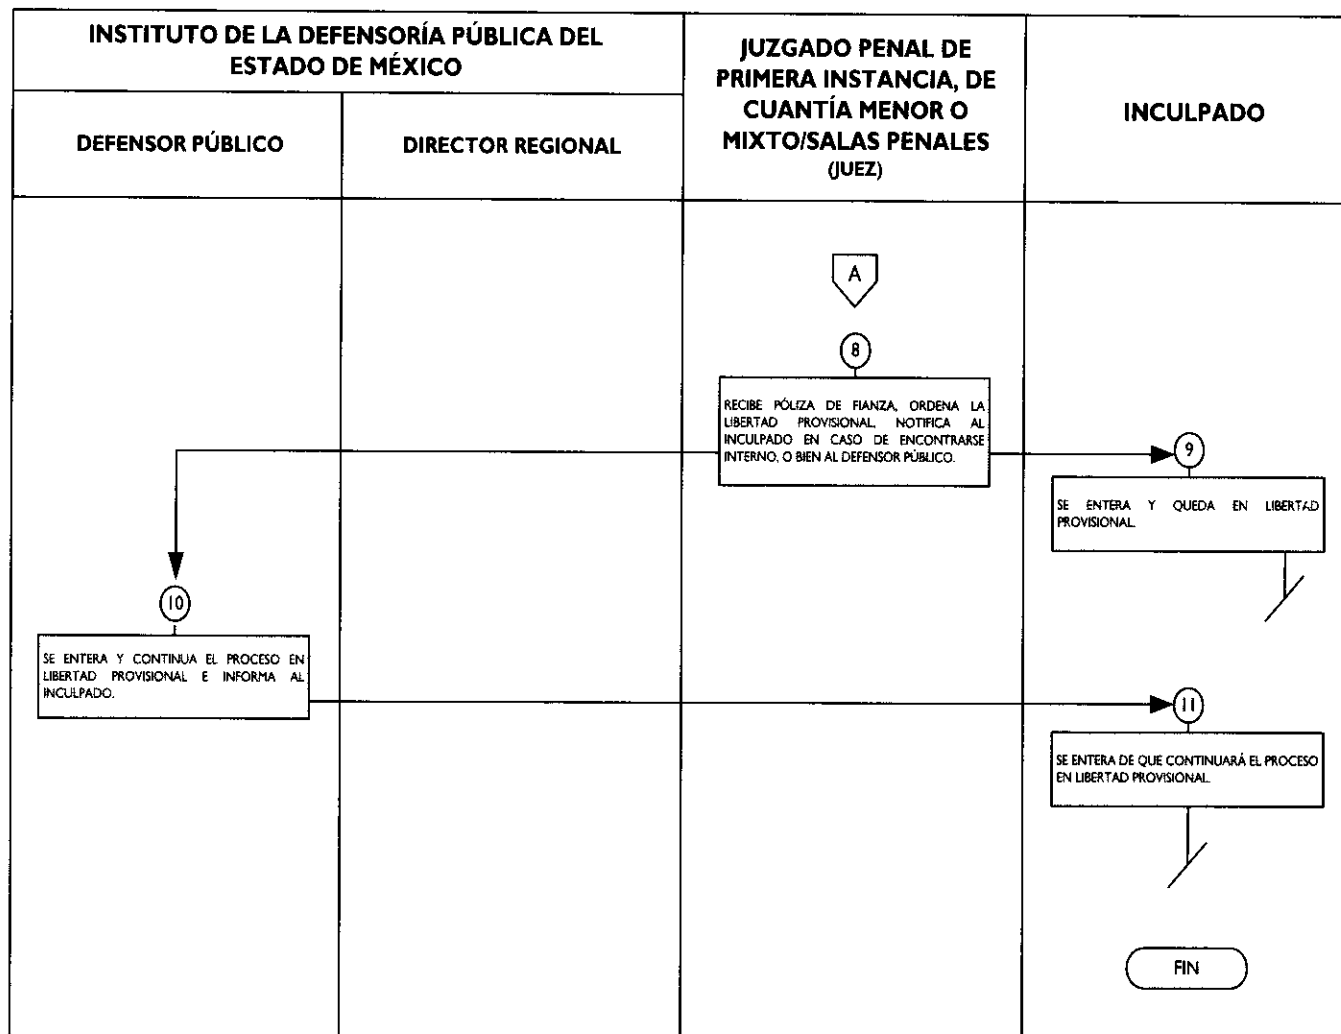 INSTITUTO DE LA DEFENSORÍA PÚBLICA DEL
ESTADO DE MÉXICO
DEFENSOR PÚBLICO
DIRECTOR REGIONAL
JUZGADO PENAL DE
PRIMERA INSTANCIA, DE
CUANTÍA MENOR O
MIXTO/SALAS PENALES
(JUEZ)
INCULPADO
A
8
RECIBE PÓLIZA DE FIANZA, ORDENA LA
LIBERTAD PROVISIONAL, NOTIFICA AL
INCULPADO EN CASO DE ENCONTRARSE
INTERNO, O BIEN AL DEFENSOR PÚBLICO.
9
SE ENTERA Y QUEDA EN LIBERTAD
PROVISIONAL.
10
SE ENTERA Y CONTINUA EL PROCESO EN
LIBERTAD PROVISIONAL E INFORMA AL
INCULPADO.
11
SE ENTERA DE QUE CONTINUARÁ EL PROCESO
EN LIBERTAD PROVISIONAL.
FIN